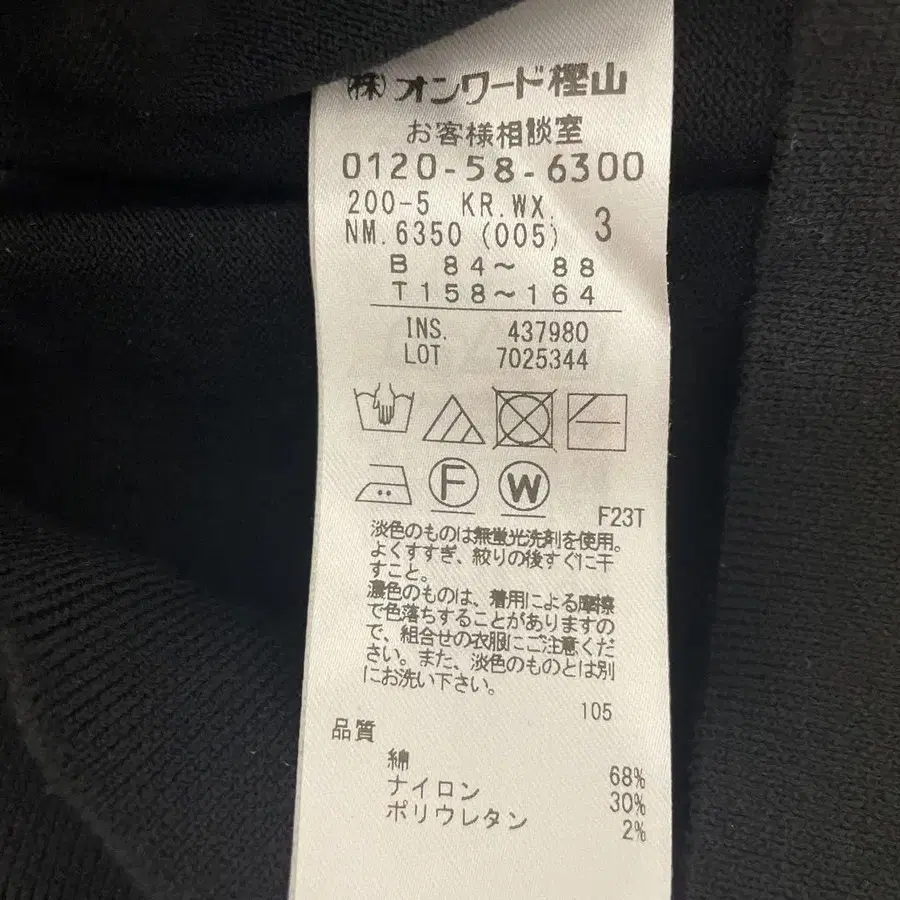 (株)オンワード樫山
お客様相談室
0120-58-6300
200-5 KR.WX. 3
NM.6350 (005)
B 84～ 88
T158～164
INS. 437980
LOT 7025344
F W
F23T
淡色のものは無蛍光洗剤を使用。
よくすすぎ、絞りの後すぐに干
すこと。
濃色のものは、着用による摩擦
で色落ちすることがありますの
で、組合せの衣服にご注意くだ
さい。また、淡色のものとは別
にお洗い下さい。
105
品質
綿 68%
ナイロン 30%
ポリウレタン 2%